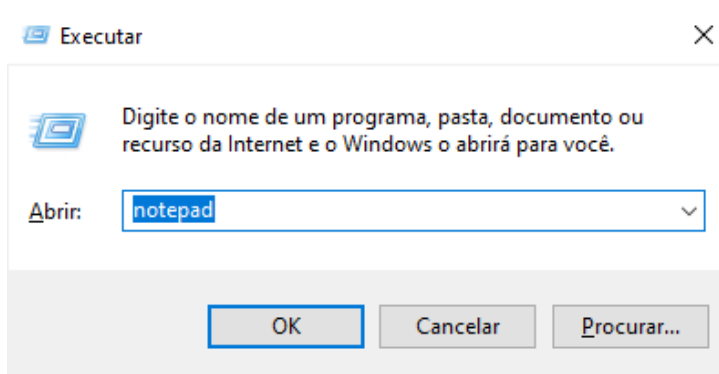 Executar
Digite o nome de um programa, pasta, documento ou
recurso da Internet e o Windows o abrirá para você.
Abrir:
notepad
OK
Cancelar
Procurar...